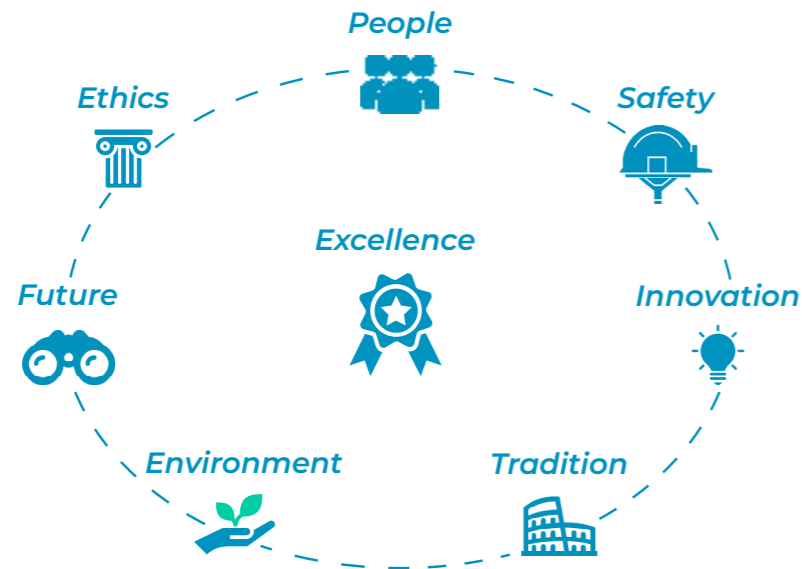 People
Ethics
Safety
Excellence
Future
Innovation
Environment
Tradition